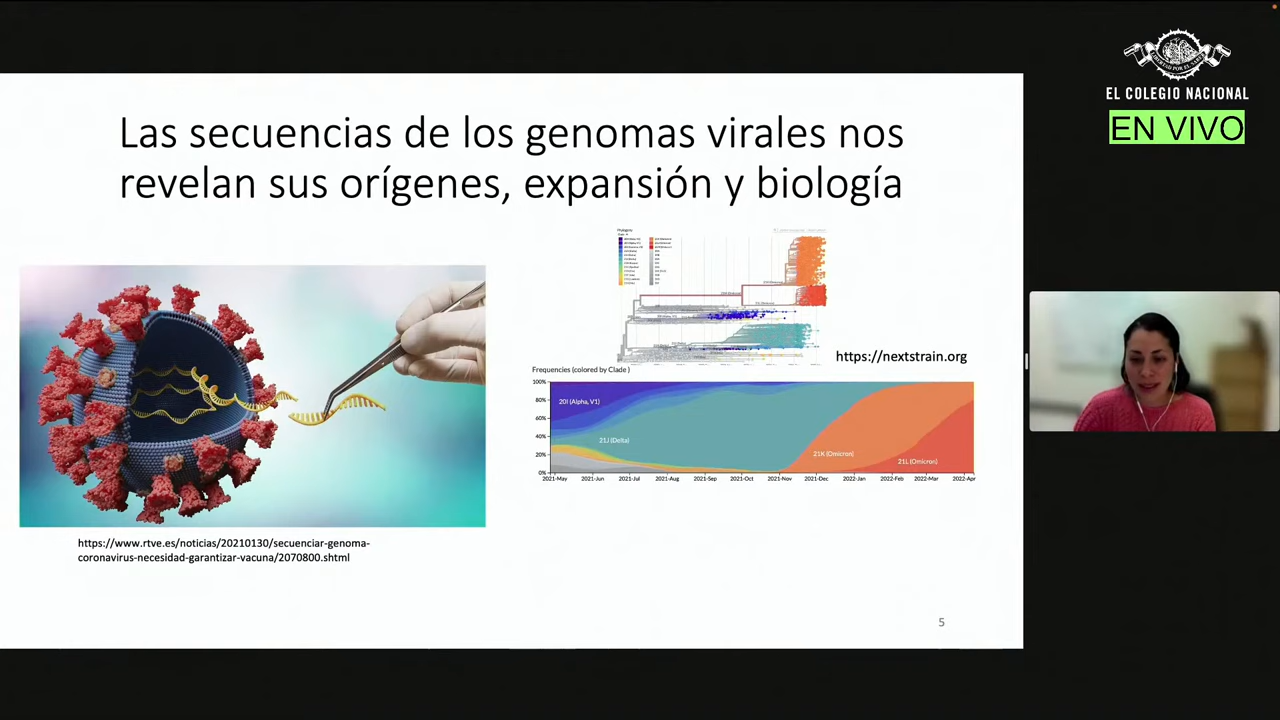 EL COLEGIO NACIONAL
EN VIVO
Las secuencias de los genomas virales nos
revelan sus orígenes, expansión y biología
https://nextstrain.org
Frequencies (colored by Clade )
100%
80%
60%
40%
20%
0%
20I (Alpha, V1)
21J (Delta)
21K (Omicron)
21L (Omicron)
2021-May 2021-Jun 2021-Jul 2021-Aug 2021-Sep 2021-Oct 2021-Nov 2021-Dec 2022-Jan 2022-Feb 2022-Mar 2022-Apr
https://www.rtve.es/noticias/20210130/secuenciar-genoma-
coronavirus-necesidad-garantizar-vacuna/2070800.shtml
5